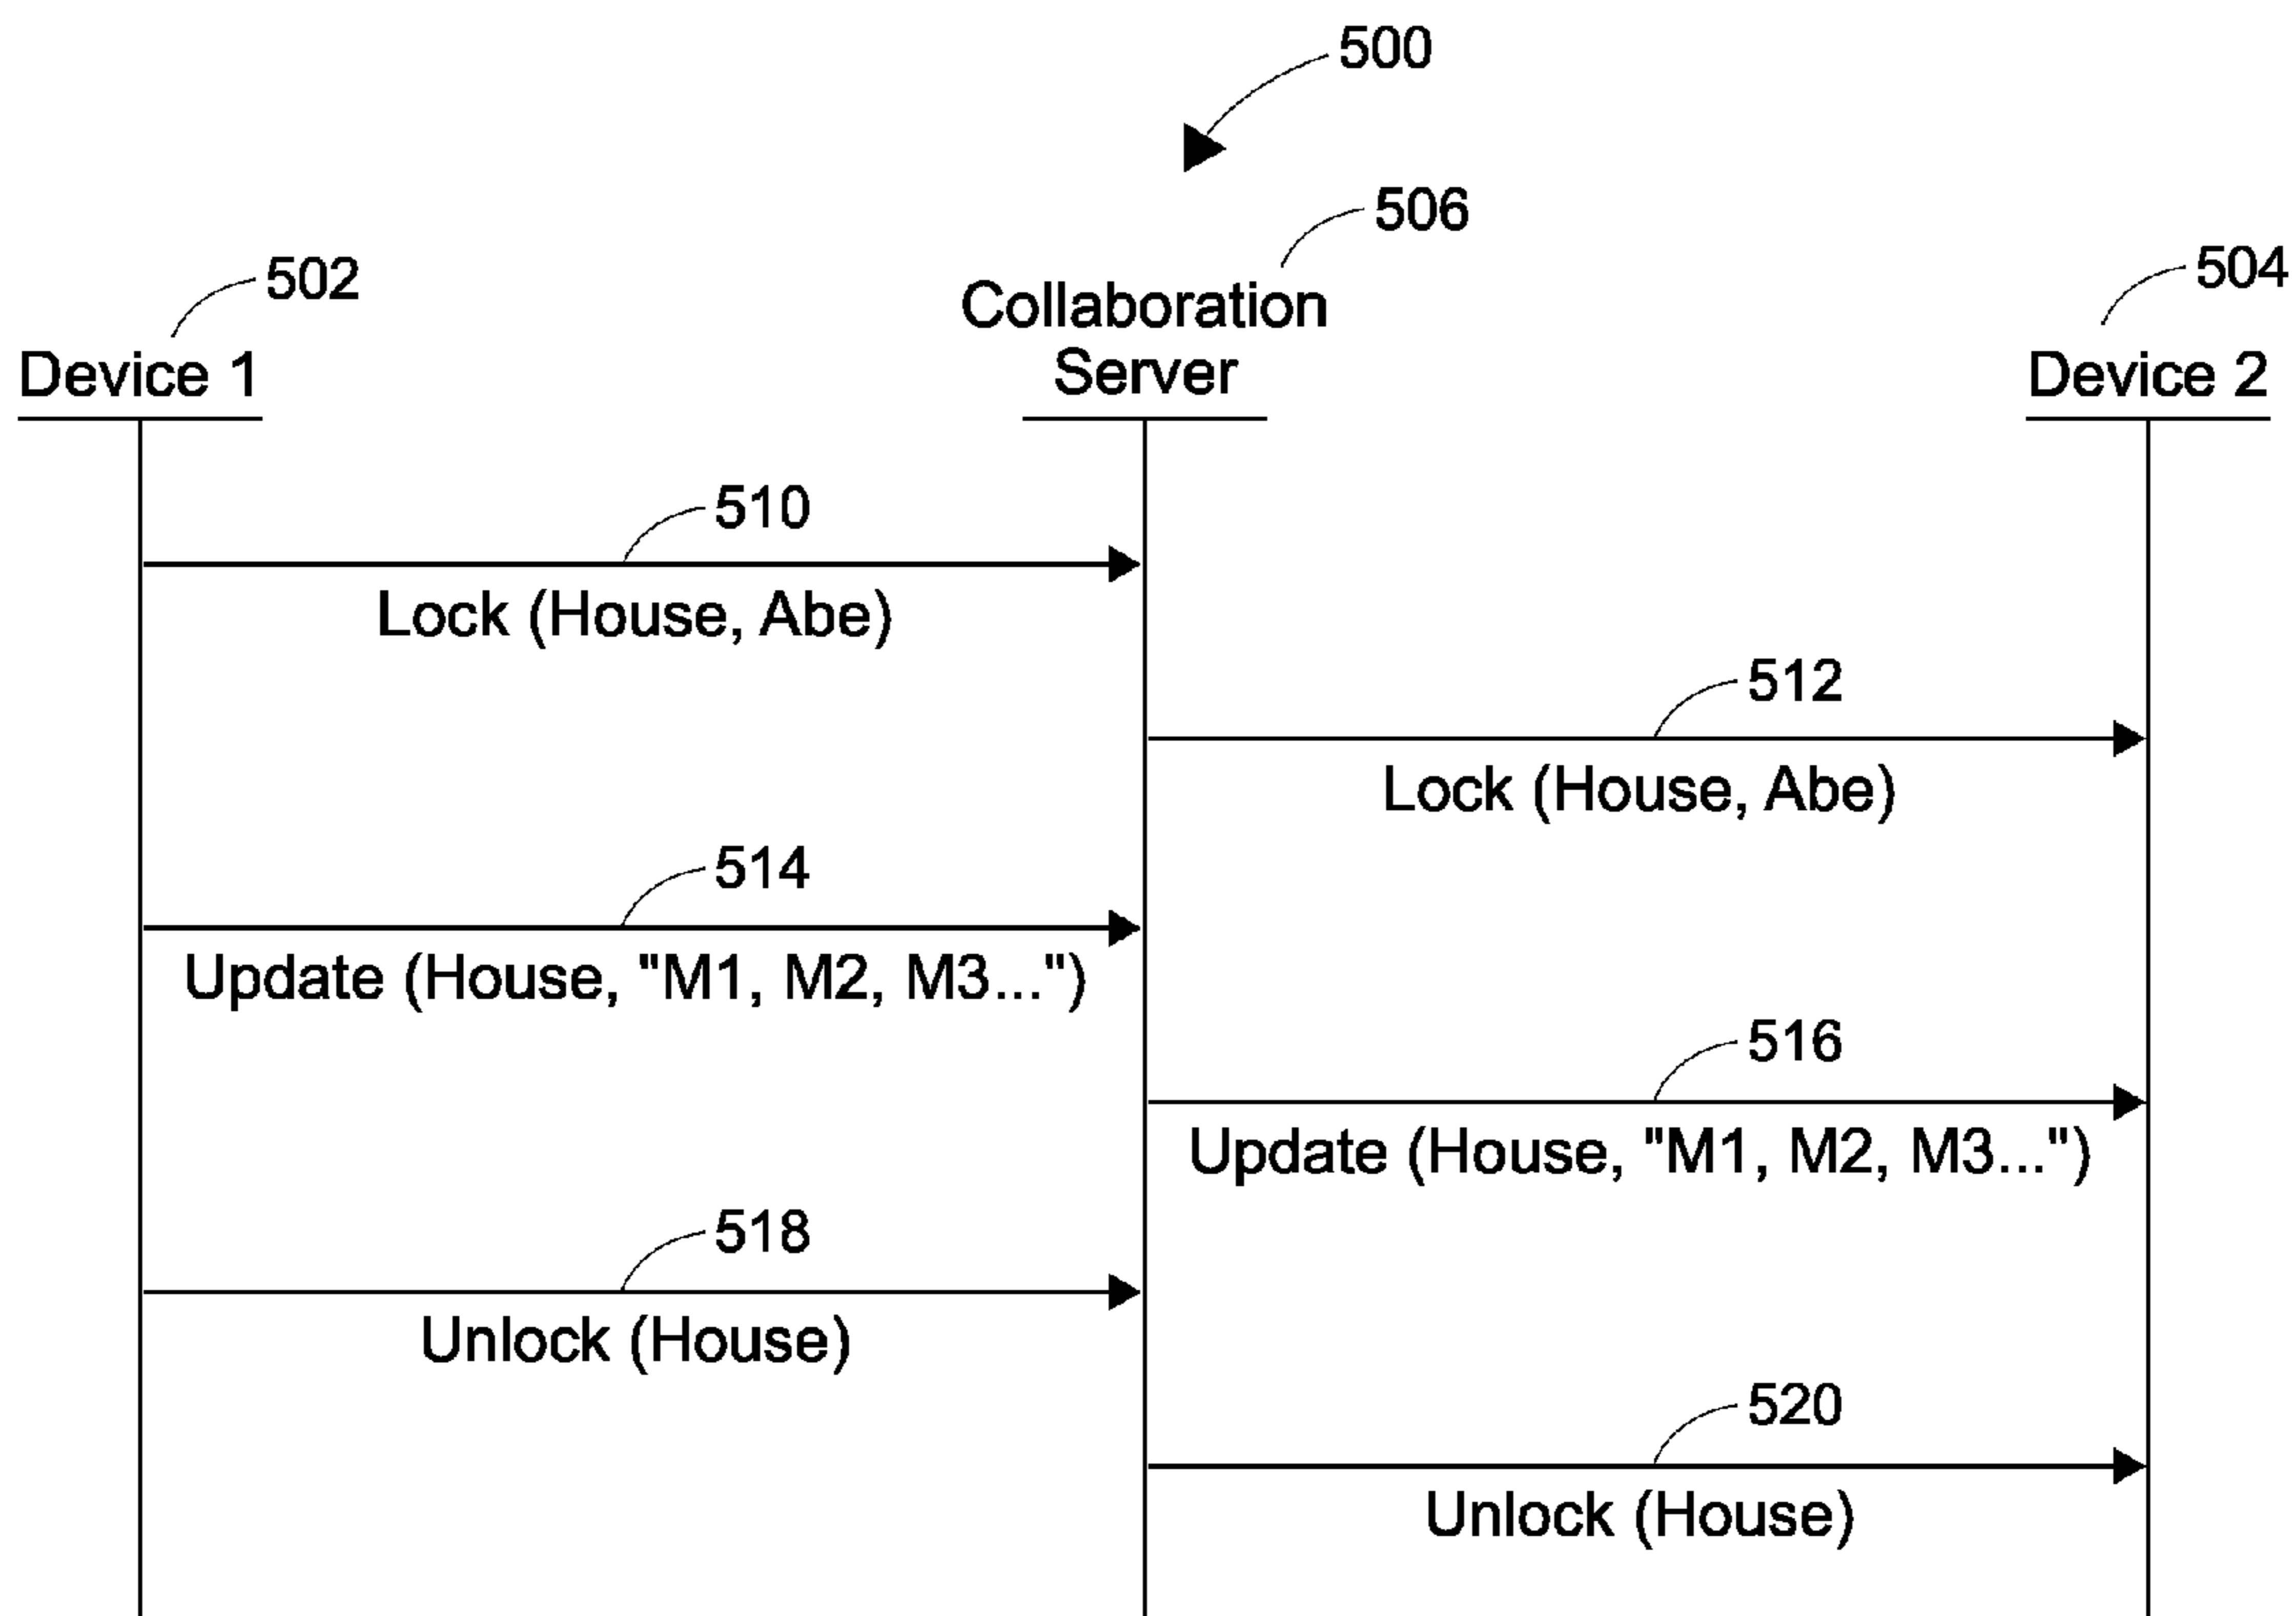 500
506
502
504
Collaboration
Server
Device 1
Device 2
510
Lock (House, Abe)
512
Lock (House, Abe)
514
Update (House, "M1, M2, M3...")
516
Update (House, "M1, M2, M3...")
518
Unlock (House)
520
Unlock (House)